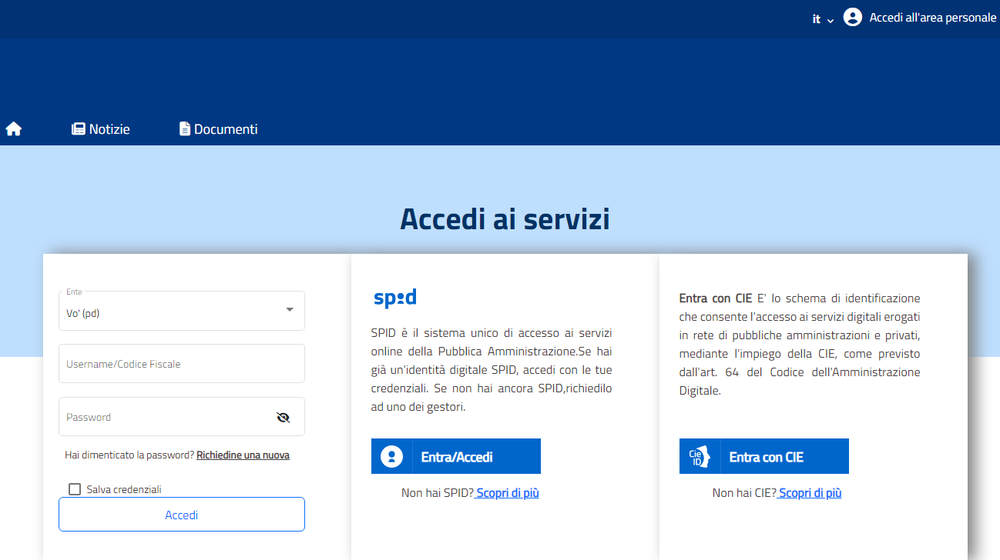 it
Accedi all'area personale
Notizie
Documenti
Accedi ai servizi
Ente
Vo' (pd)
Username/Codice Fiscale
Password
Hai dimenticato la password? Richiedine una nuova
Salva credenziali
Accedi
spid
SPID è il sistema unico di accesso ai servizi
online della Pubblica Amministrazione.Se hai
già un'identità digitale SPID, accedi con le tue
credenziali. Se non hai ancora SPID,richiedilo
ad uno dei gestori.
Entra/Accedi
Non hai SPID? Scopri di più
Entra con CIE E' lo schema di identificazione
che consente l'accesso ai servizi digitali erogati
in rete di pubbliche amministrazioni e privati,
mediante l'impiego della CIE, come previsto
dall'art. 64 del Codice dell'Amministrazione
Digitale.
Cie
ID
Entra con CIE
Non hai CIE? Scopri di più